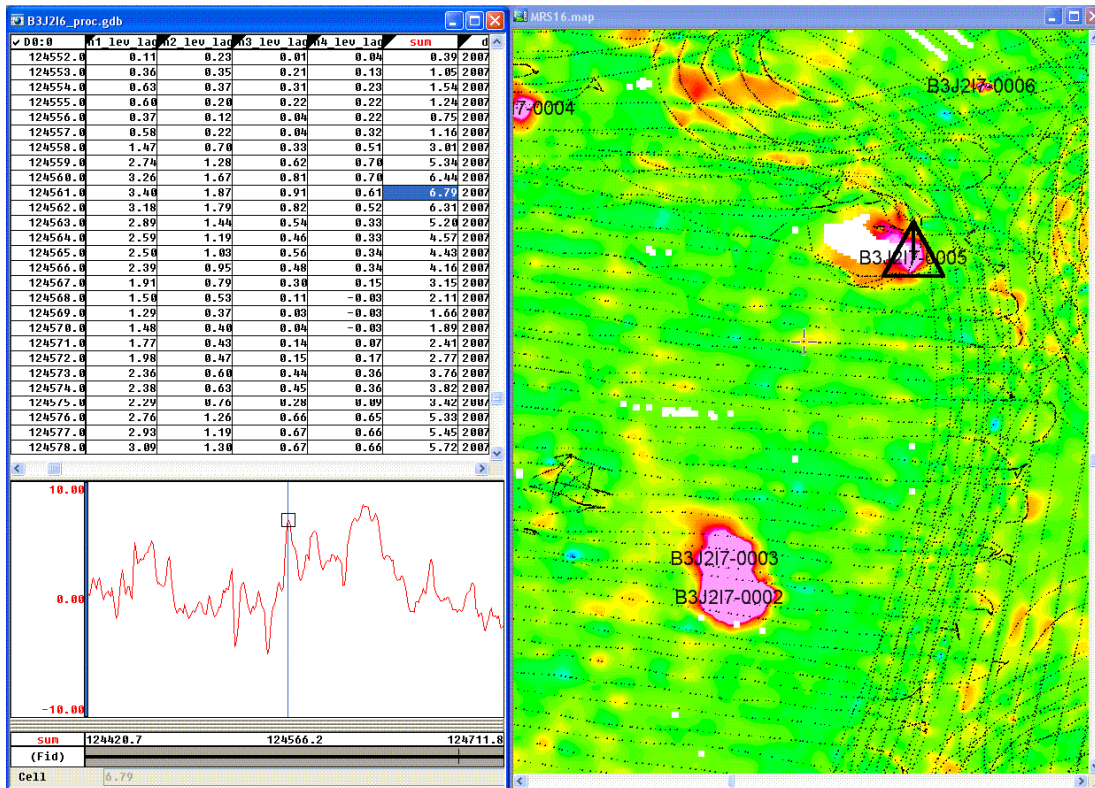 B3J2I6_proc.gdb
✓ D0:0 n1_lev_lag n2_lev_lag n3_lev_lag n4_lev_lag sum d
124552.0 0.11 0.23 0.01 0.04 0.39 2007
124553.0 0.36 0.35 0.21 0.13 1.05 2007
124554.0 0.63 0.37 0.31 0.23 1.54 2007
124555.0 0.60 0.20 0.22 0.22 1.24 2007
124556.0 0.37 0.12 0.04 0.22 0.75 2007
124557.0 0.58 0.22 0.04 0.32 1.16 2007
124558.0 1.47 0.70 0.33 0.51 3.01 2007
124559.0 2.74 1.28 0.62 0.70 5.34 2007
124560.0 3.26 1.67 0.81 0.70 6.44 2007
124561.0 3.40 1.87 0.91 0.61 6.79 2007
124562.0 3.18 1.79 0.82 0.52 6.31 2007
124563.0 2.89 1.44 0.54 0.33 5.20 2007
124564.0 2.59 1.19 0.46 0.33 4.57 2007
124565.0 2.50 1.03 0.56 0.34 4.43 2007
124566.0 2.39 0.95 0.48 0.34 4.16 2007
124567.0 1.91 0.79 0.30 0.15 3.15 2007
124568.0 1.50 0.53 0.11 -0.03 2.11 2007
124569.0 1.29 0.37 0.03 -0.03 1.66 2007
124570.0 1.48 0.40 0.04 -0.03 1.89 2007
124571.0 1.77 0.43 0.14 0.07 2.41 2007
124572.0 1.98 0.47 0.15 0.17 2.77 2007
124573.0 2.36 0.60 0.44 0.36 3.76 2007
124574.0 2.38 0.63 0.45 0.36 3.82 2007
124575.0 2.29 0.76 0.28 0.09 3.42 2007
124576.0 2.76 1.26 0.66 0.65 5.33 2007
124577.0 2.93 1.19 0.67 0.66 5.45 2007
124578.0 3.09 1.30 0.67 0.66 5.72 2007
10.00
0.00
-10.00
sum 124420.7 124566.2 124711.8
(Fid)
Cell 6.79
MRS16.map
B3J2I7-0006
7-0004
B3J2I7-0005
B3J2I7-0003
B3J2I7-0002